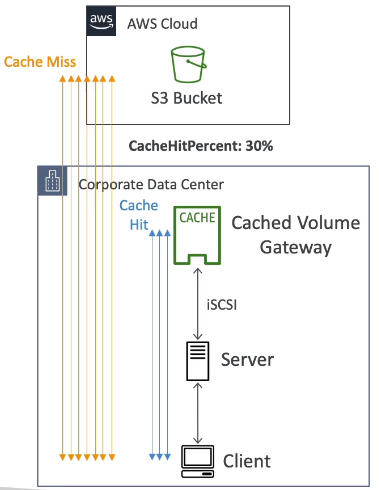 aws
AWS Cloud
Cache Miss
S3 Bucket
CacheHitPercent: 30%
Corporate Data Center
Cache
Hit
CACHE
Cached Volume
Gateway
iSCSI
Server
Client